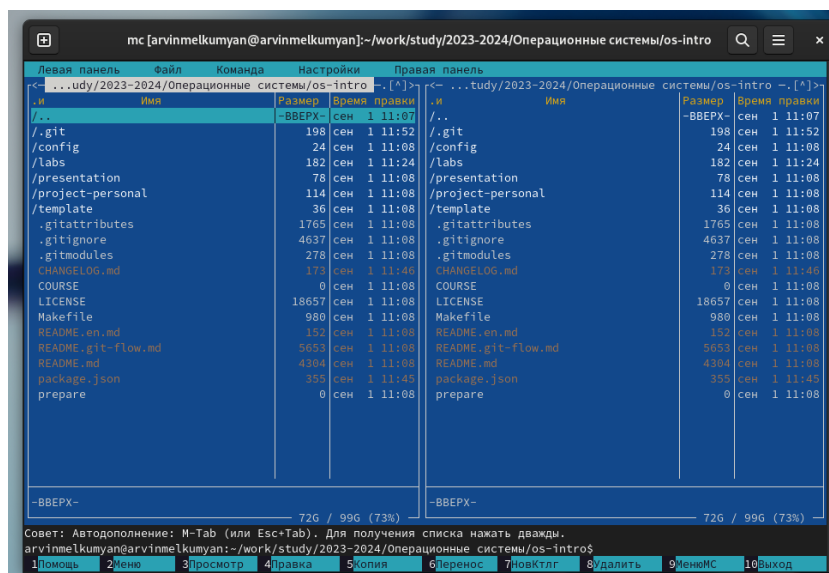 mc [arvinmelkumyan@arvinmelkumyan]:~/work/study/2023-2024/Операционные системы/os-intro
Левая панель Файл Команда Настройки Правая панель
<— ...udy/2023-2024/Операционные системы/os-intro —.[^]> <— ...tudy/2023-2024/Операционные системы/os-intro —.[^]>
.и Имя Размер Время правки .и Имя Размер Время правки
/.. -ВВЕРХ- сен 1 11:07 /.. -ВВЕРХ- сен 1 11:07
/.git 198 сен 1 11:52 /.git 198 сен 1 11:52
/config 24 сен 1 11:08 /config 24 сен 1 11:08
/labs 182 сен 1 11:24 /labs 182 сен 1 11:24
/presentation 78 сен 1 11:08 /presentation 78 сен 1 11:08
/project-personal 114 сен 1 11:08 /project-personal 114 сен 1 11:08
/template 36 сен 1 11:08 /template 36 сен 1 11:08
.gitattributes 1765 сен 1 11:08 .gitattributes 1765 сен 1 11:08
.gitignore 4637 сен 1 11:08 .gitignore 4637 сен 1 11:08
.gitmodules 278 сен 1 11:08 .gitmodules 278 сен 1 11:08
CHANGELOG.md 173 сен 1 11:46 CHANGELOG.md 173 сен 1 11:46
COURSE 0 сен 1 11:08 COURSE 0 сен 1 11:08
LICENSE 18657 сен 1 11:08 LICENSE 18657 сен 1 11:08
Makefile 980 сен 1 11:08 Makefile 980 сен 1 11:08
README.en.md 152 сен 1 11:08 README.en.md 152 сен 1 11:08
README.git-flow.md 5653 сен 1 11:08 README.git-flow.md 5653 сен 1 11:08
README.md 4304 сен 1 11:08 README.md 4304 сен 1 11:08
package.json 355 сен 1 11:45 package.json 355 сен 1 11:45
prepare 0 сен 1 11:08 prepare 0 сен 1 11:08
-ВВЕРХ- -ВВЕРХ-
72G / 99G (73%) 72G / 99G (73%)
Совет: Автодополнение: M-Tab (или Esc+Tab). Для получения списка нажать дважды.
arvinmelkumyan@arvinmelkumyan:~/work/study/2023-2024/Операционные системы/os-intro$
1Помощь 2Меню 3Просмотр 4Правка 5Копия 6Перенос 7НовКтлг 8Удалить 9МенюMC 10Выход